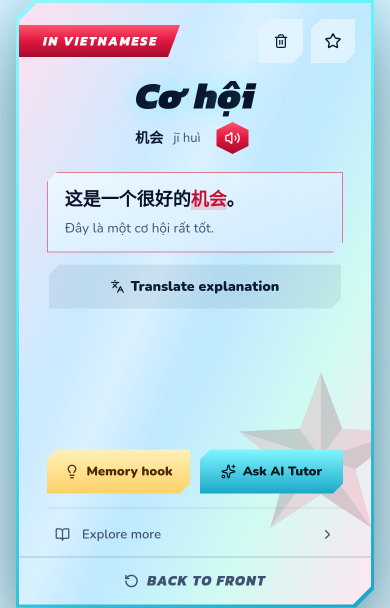 IN VIETNAMESE
Cơ hội
机会 jī huì
这是一个很好的机会。
Đây là một cơ hội rất tốt.
Translate explanation
Memory hook
Ask AI Tutor
Explore more
BACK TO FRONT